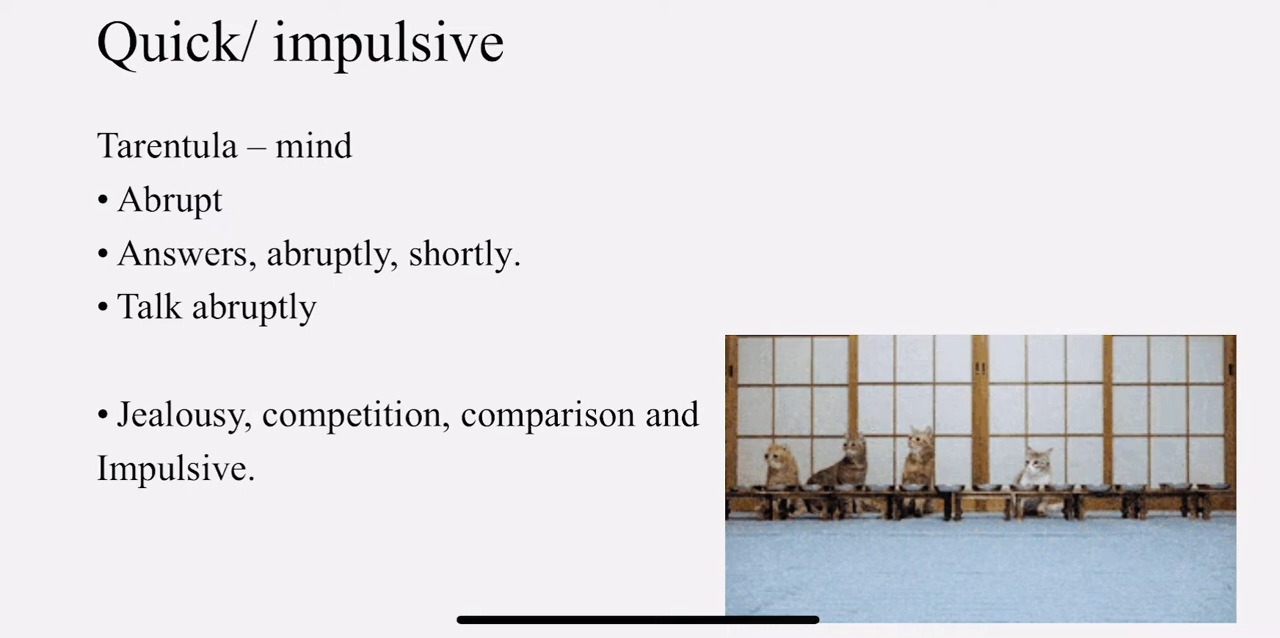 Quick/ impulsive
Tarentula – mind
• Abrupt
• Answers, abruptly, shortly.
• Talk abruptly
• Jealousy, competition, comparison and
Impulsive.